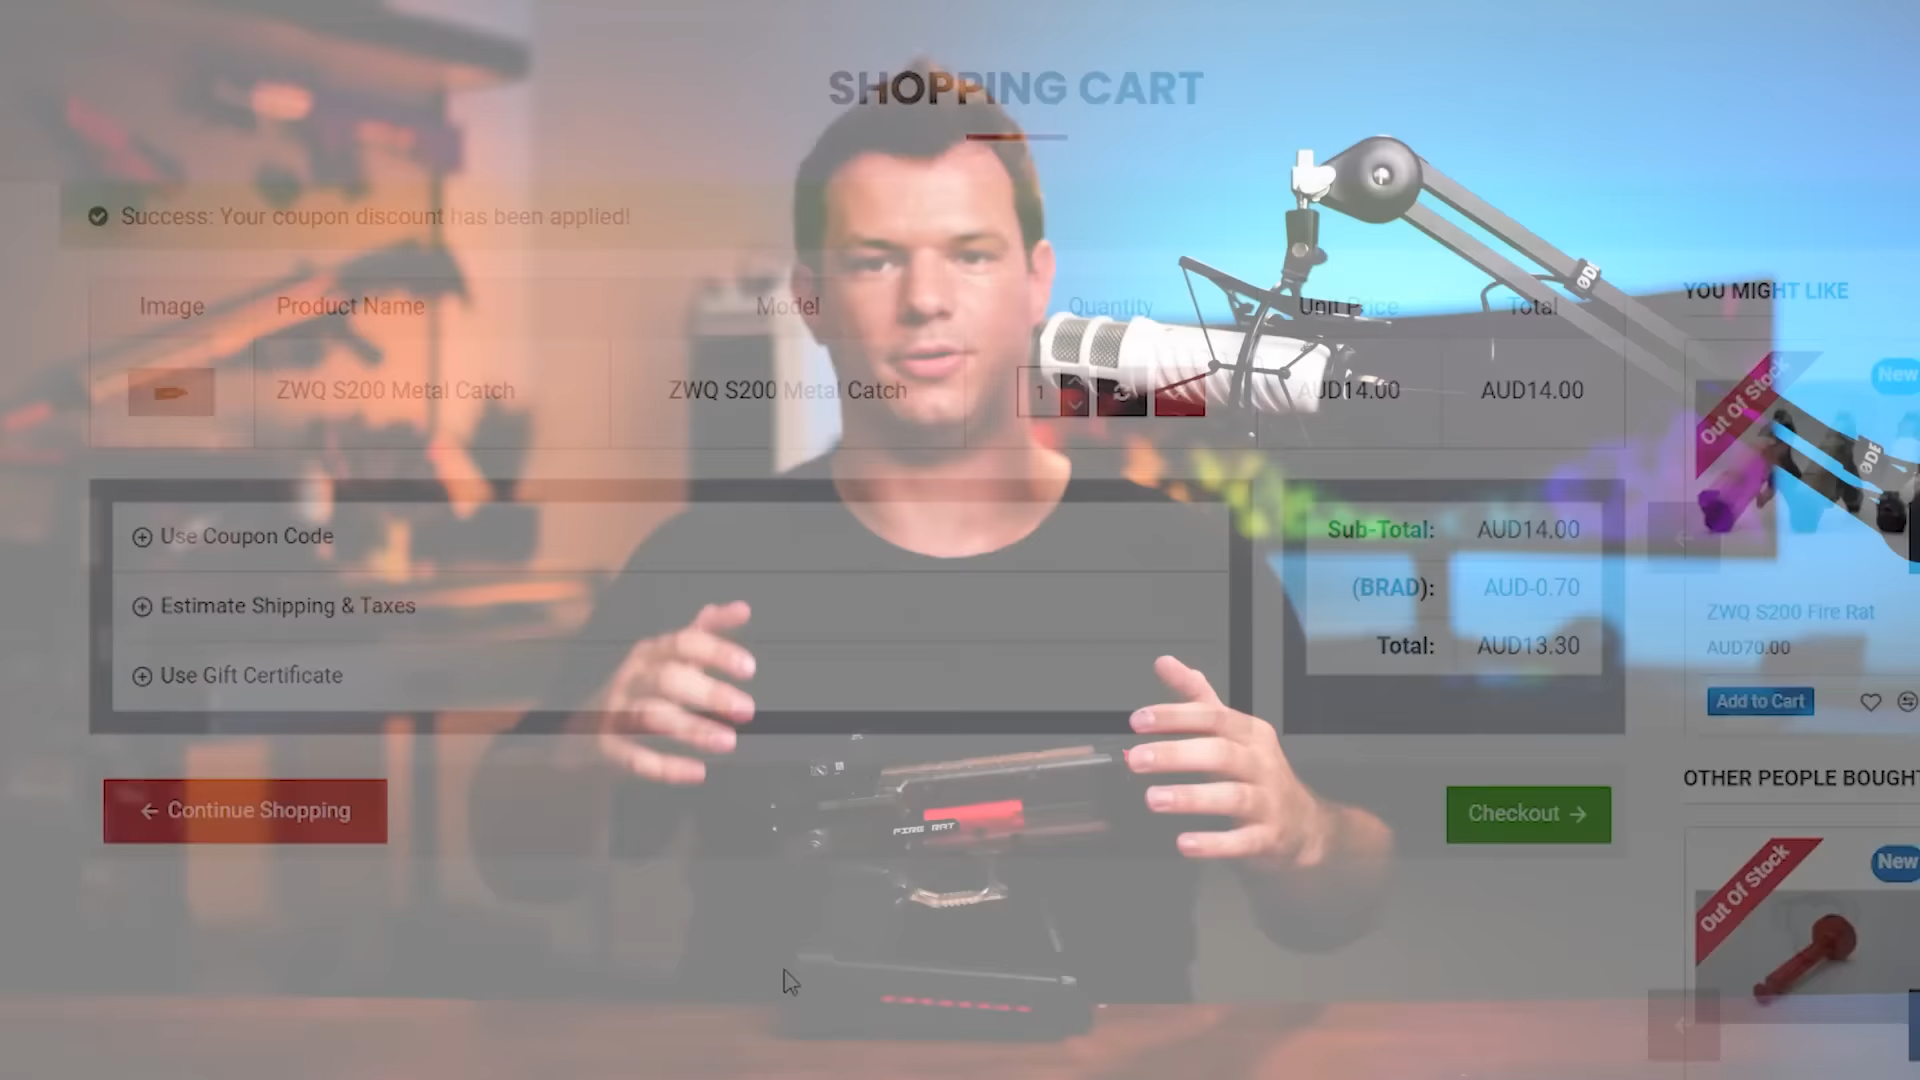 SHOPPING CART
Success: Your coupon discount has been applied!
Image Product Name Model Quantity Unit Price Total
ZWQ S200 Metal Catch ZWQ S200 Metal Catch 1 AUD14.00 AUD14.00
Use Coupon Code
Estimate Shipping & Taxes
Use Gift Certificate
Sub-Total: AUD14.00
(BRAD): AUD-0.70
Total: AUD13.30
← Continue Shopping
Checkout →
YOU MIGHT LIKE
New
Out Of Stock
ZWQ S200 Fire Rat
AUD70.00
Add to Cart
OTHER PEOPLE BOUGHT
New
Out Of Stock
FIRE RAT